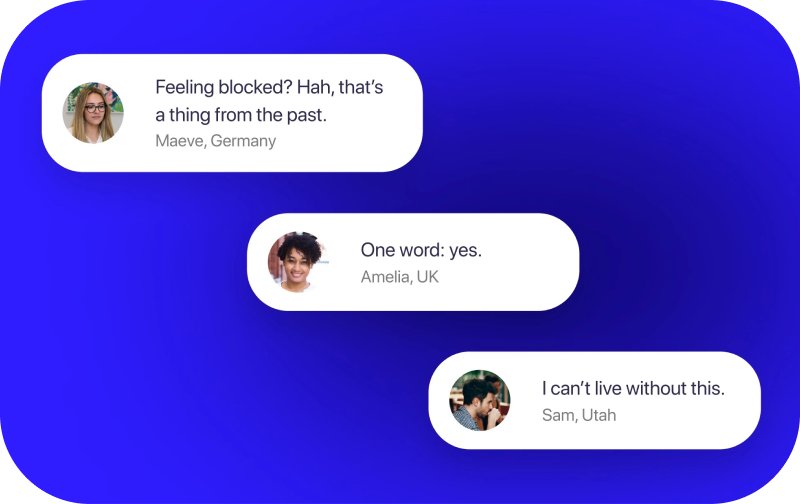 Feeling blocked? Hah, that’s
a thing from the past.
Maeve, Germany
One word: yes.
Amelia, UK
I can’t live without this.
Sam, Utah